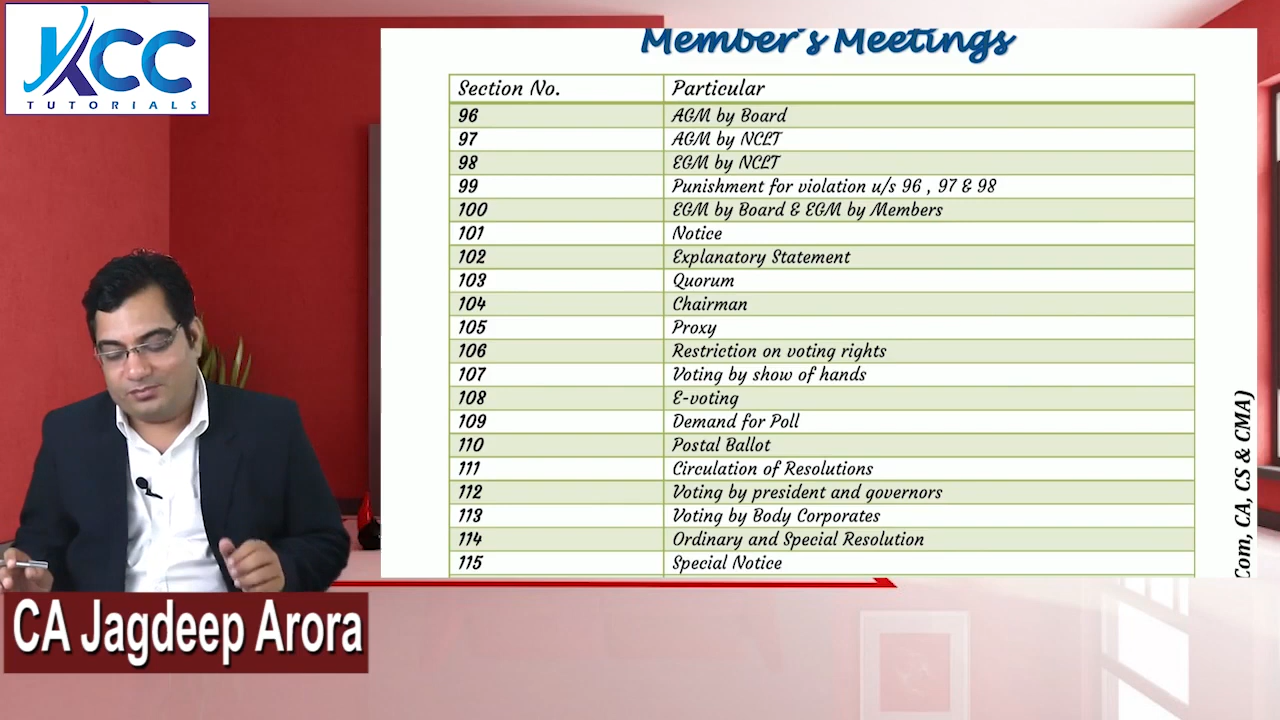 KCC
TUTORIALS
Member's Meetings
Section No. Particular
96 AGM by Board
97 AGM by NCLT
98 EGM by NCLT
99 Punishment for violation u/s 96 , 97 & 98
100 EGM by Board & EGM by Members
101 Notice
102 Explanatory Statement
103 Quorum
104 Chairman
105 Proxy
106 Restriction on voting rights
107 Voting by show of hands
108 E-voting
109 Demand for Poll
110 Postal Ballot
111 Circulation of Resolutions
112 Voting by president and governors
113 Voting by Body Corporates
114 Ordinary and Special Resolution
115 Special Notice
Com, CA, CS & CMA)
CA Jagdeep Arora